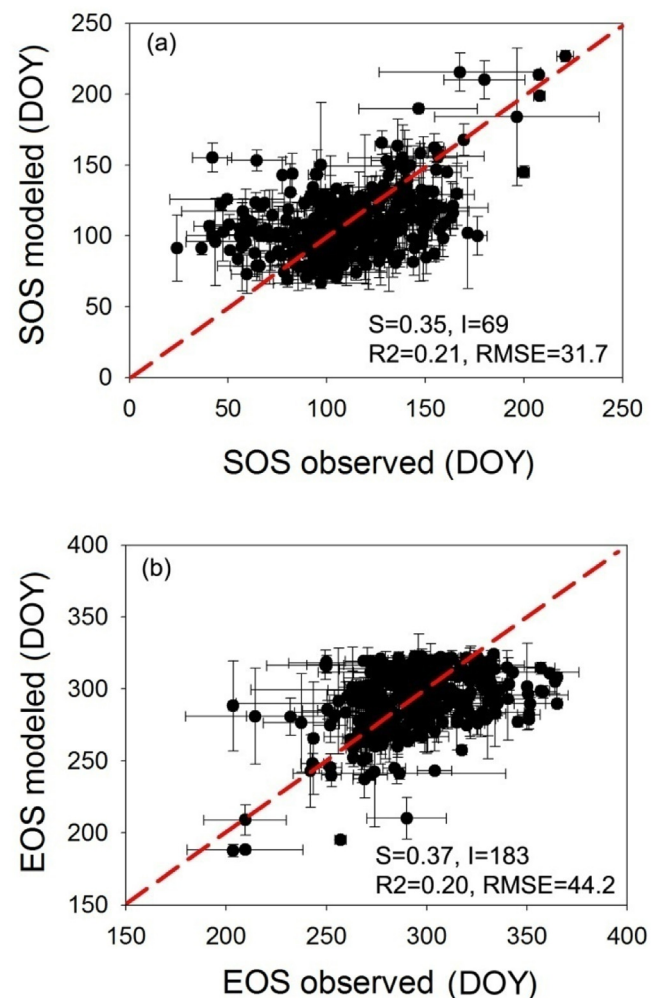 250
(a)
200
150
100
50
0
SOS modeled (DOY)
S=0.35, I=69
R2=0.21, RMSE=31.7
0 50 100 150 200 250
SOS observed (DOY)
400
(b)
350
300
250
200
150
EOS modeled (DOY)
S=0.37, I=183
R2=0.20, RMSE=44.2
150 200 250 300 350 400
EOS observed (DOY)